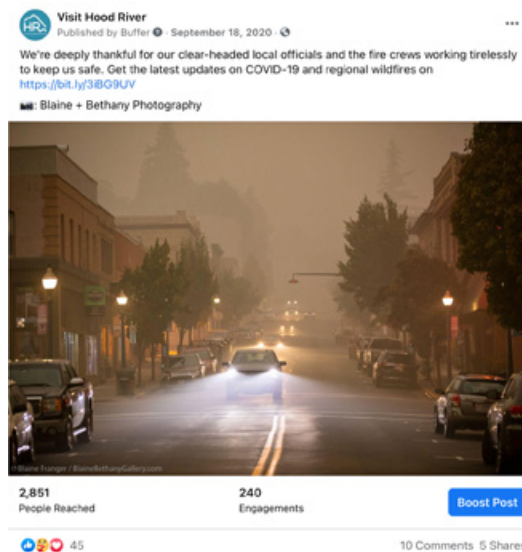 Visit Hood River
Published by Buffer · September 18, 2020 ·
We're deeply thankful for our clear-headed local officials and the fire crews working tirelessly
to keep us safe. Get the latest updates on COVID-19 and regional wildfires on
https://bit.ly/3iBG9UV
: Blaine + Bethany Photography
© Blaine Franger / BlaineBethanyGallery.com
2,851
240
People Reached
Engagements
Boost Post
45
10 Comments 5 Shares